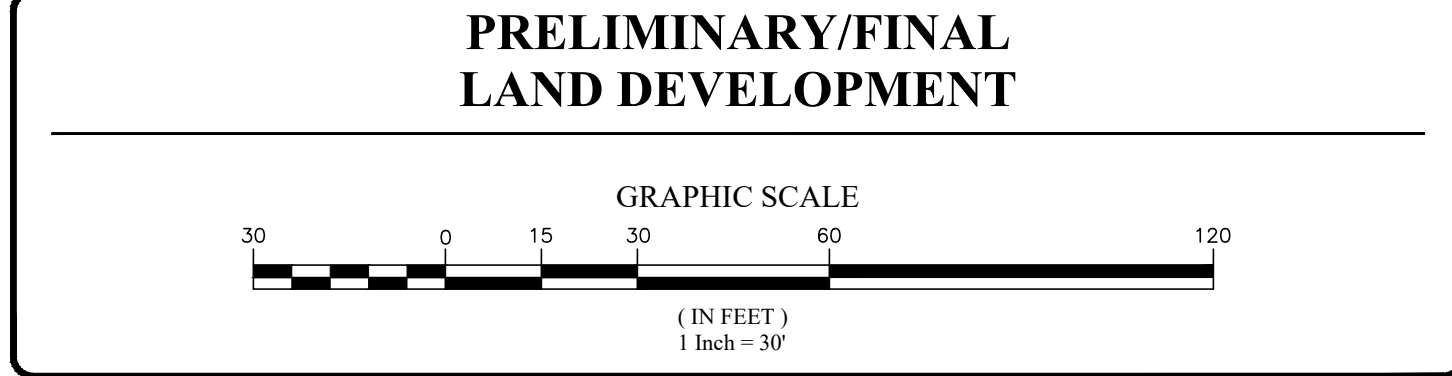 PRELIMINARY/FINAL
LAND DEVELOPMENT
GRAPHIC SCALE
30 0 15 30 60 120
( IN FEET )
1 Inch = 30'